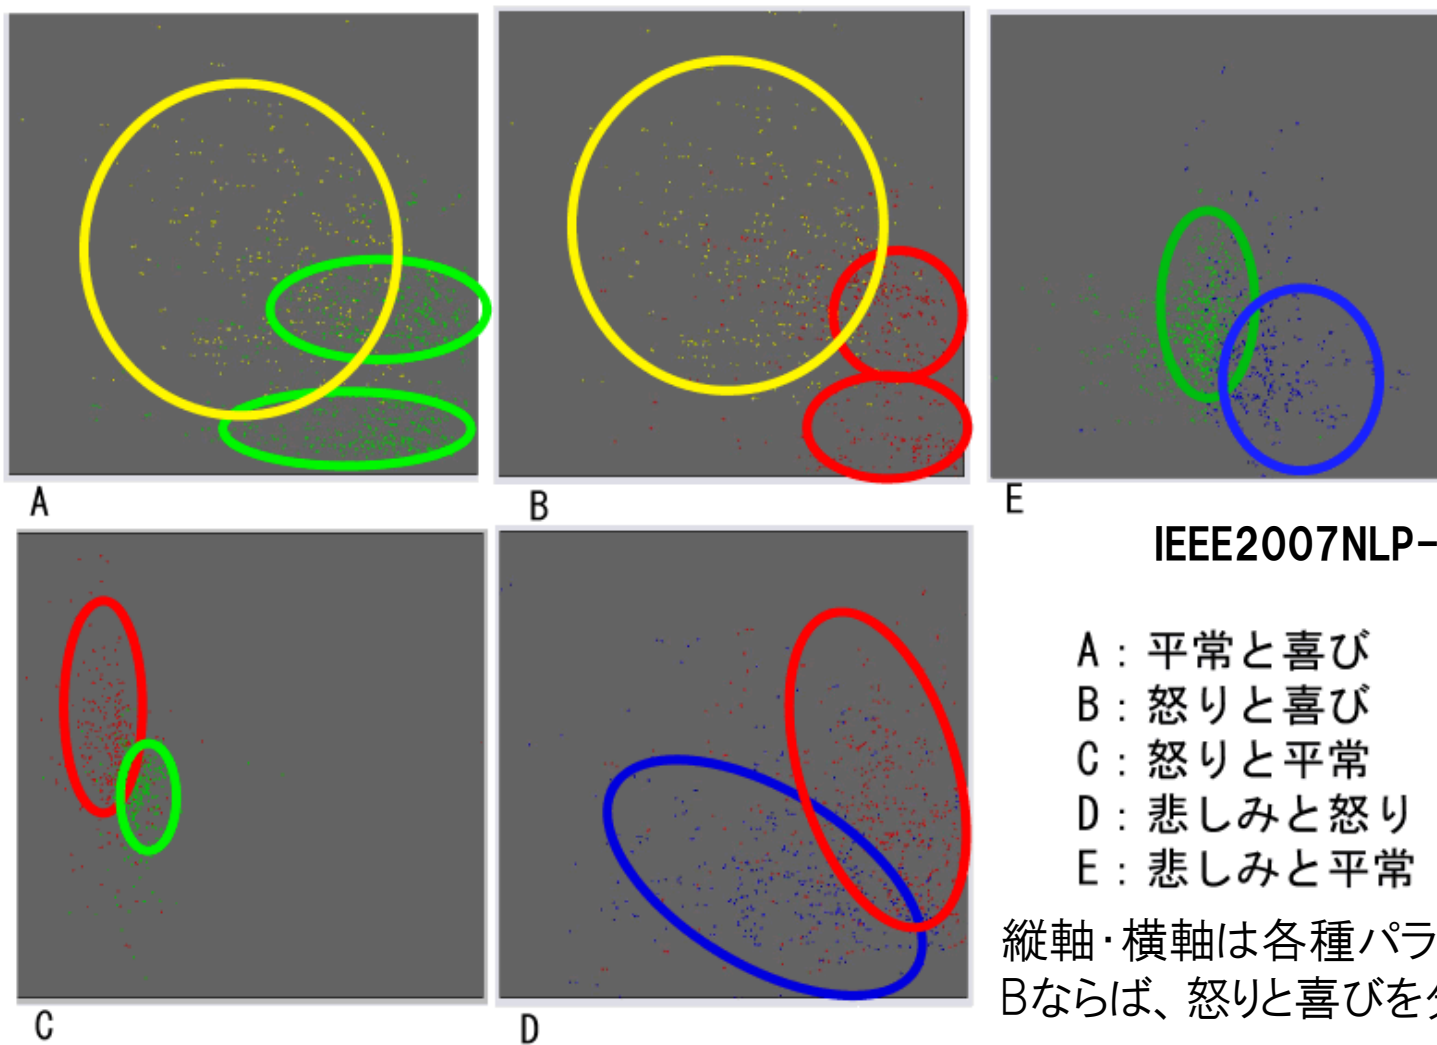 A
B
E
IEEE2007NLP-
A:平常と喜び
B:怒りと喜び
C:怒りと平常
D:悲しみと怒り
E:悲しみと平常
縦軸・横軸は各種パラ
Bならば、怒りと喜びを
C
D